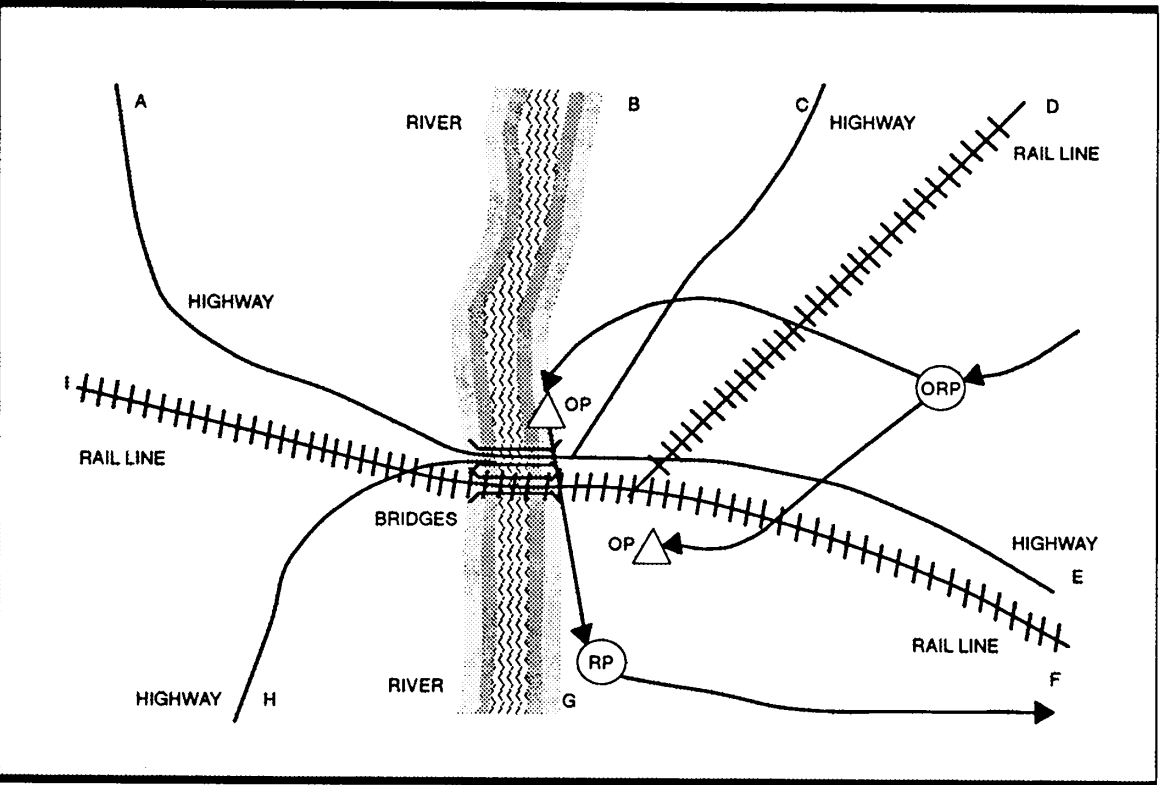 A
B
C
D
RIVER
HIGHWAY
RAIL LINE
HIGHWAY
I
ORP
OP
RAIL LINE
BRIDGES
OP
HIGHWAY
E
RAIL LINE
RP
F
HIGHWAY
H
RIVER
G